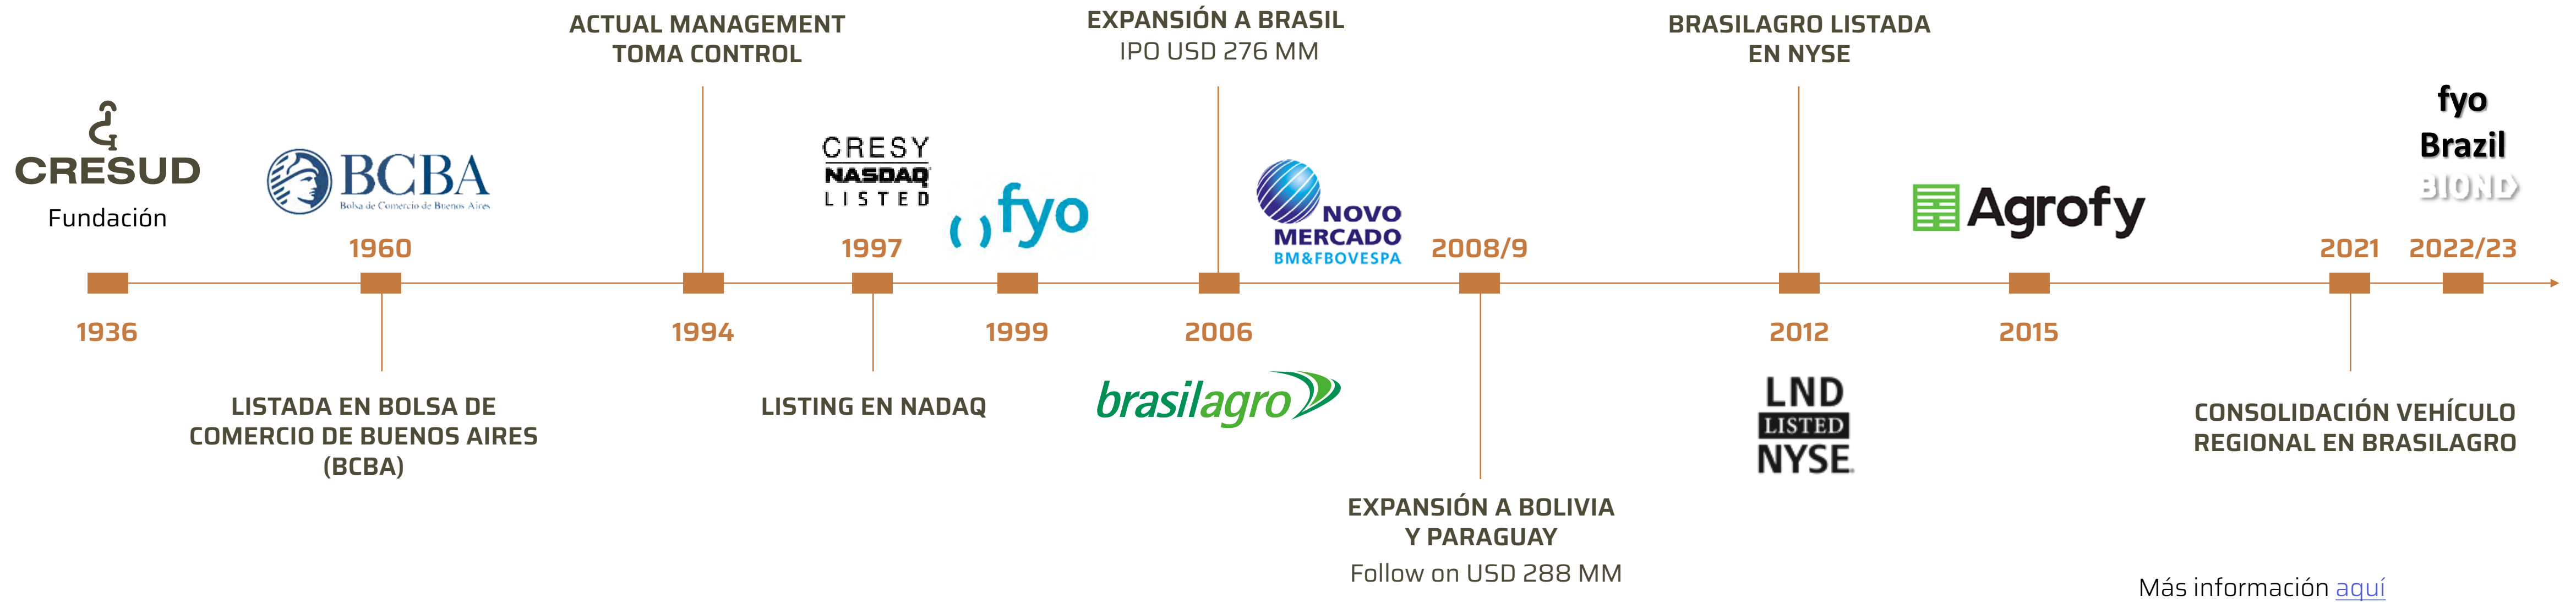 CRESUD
Fundación
1936
BCBA
Bolsa de Comercio de Buenos Aires
1960
LISTADA EN BOLSA DE
COMERCIO DE BUENOS AIRES
(BCBA)
ACTUAL MANAGEMENT
TOMA CONTROL
1994
CRESY
NASDAQ
LISTED
1997
LISTING EN NADAQ
( ) fyo
1999
EXPANSIÓN A BRASIL
IPO USD 276 MM
2006
brasilagro
NOVO
MERCADO
BM&FBOVESPA
2008/9
EXPANSIÓN A BOLIVIA
Y PARAGUAY
Follow on USD 288 MM
BRASILAGRO LISTADA
EN NYSE
2012
LND
LISTED
NYSE
Agrofy
2015
2021
CONSOLIDACIÓN VEHÍCULO
REGIONAL EN BRASILAGRO
fyo
Brazil
BIOND
2022/23
Más información aquí